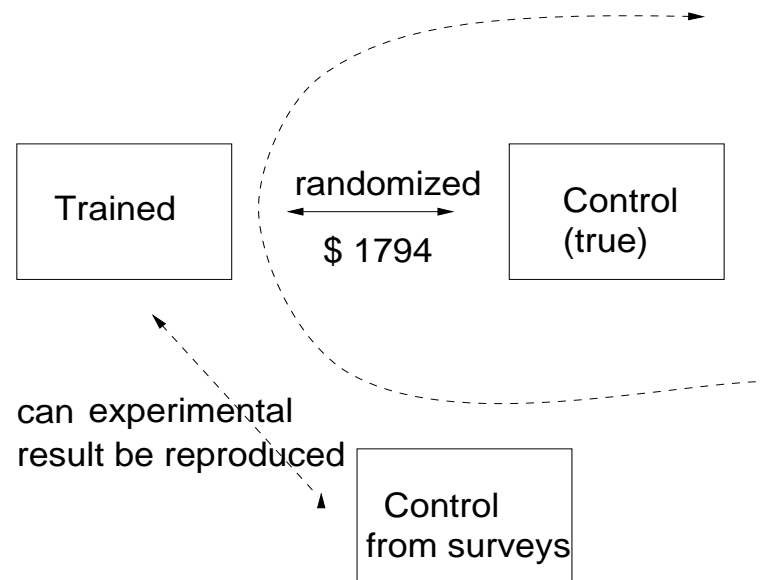 randomized
Trained
Control
(true)
$ 1794
can experimental
result be reproduced
Control
from surveys